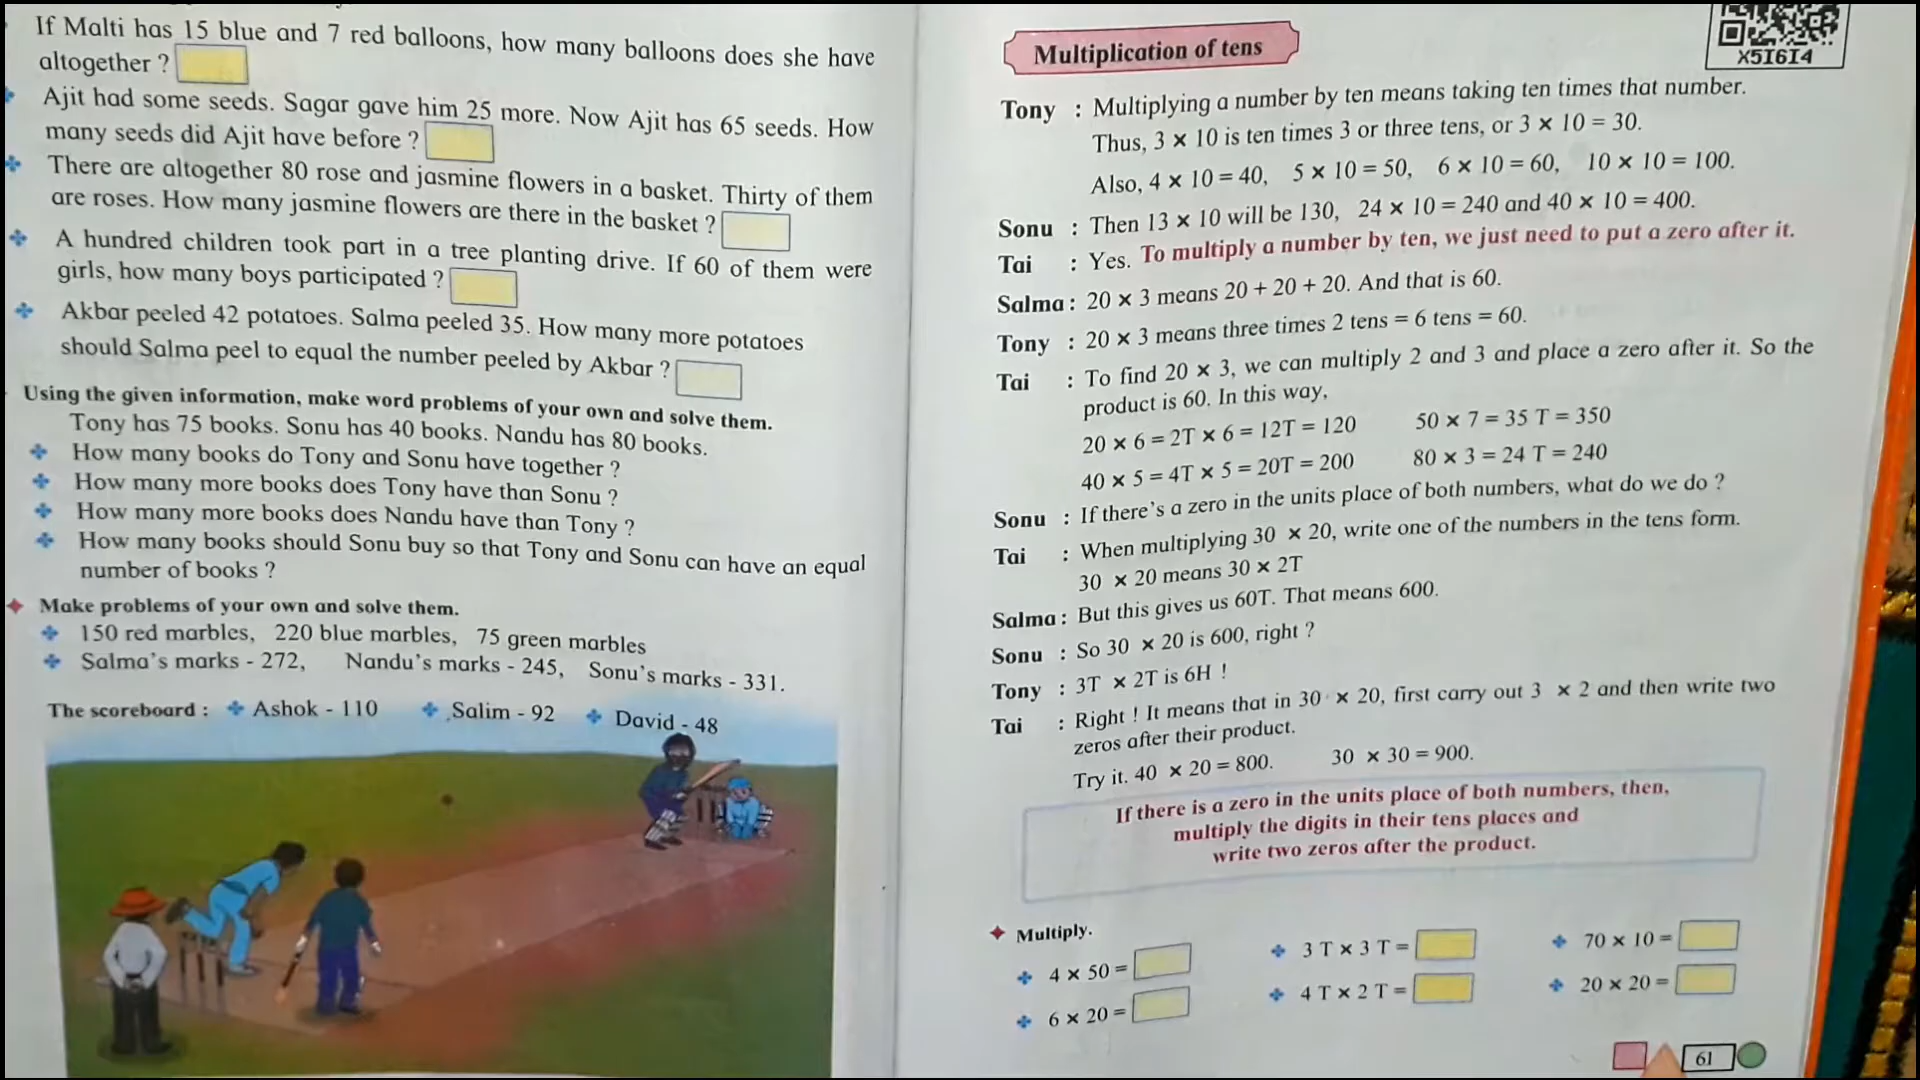 If Malti has 15 blue and 7 red balloons, how many balloons does she have
altogether ?
Ajit had some seeds. Sagar gave him 25 more. Now Ajit has 65 seeds. How
many seeds did Ajit have before ?
There are altogether 80 rose and jasmine flowers in a basket. Thirty of them
are roses. How many jasmine flowers are there in the basket ?
A hundred children took part in a tree planting drive. If 60 of them were
girls, how many boys participated ?
Akbar peeled 42 potatoes. Salma peeled 35. How many more potatoes
should Salma peel to equal the number peeled by Akbar ?
Using the given information, make word problems of your own and solve them.
Tony has 75 books. Sonu has 40 books. Nandu has 80 books.
How many books do Tony and Sonu have together ?
How many more books does Tony have than Sonu ?
How many more books does Nandu have than Tony ?
How many books should Sonu buy so that Tony and Sonu can have an equal
number of books ?
Make problems of your own and solve them.
150 red marbles, 220 blue marbles, 75 green marbles
Salma's marks - 272, Nandu's marks - 245, Sonu's marks - 331.
The scoreboard : Ashok - 110 Salim - 92 David - 48
X5I6I4
Multiplication of tens
Tony : Multiplying a number by ten means taking ten times that number.
Thus, 3 × 10 is ten times 3 or three tens, or 3 × 10 = 30.
Also, 4 × 10 = 40, 5 × 10 = 50, 6 × 10 = 60, 10 × 10 = 100.
Sonu : Then 13 × 10 will be 130, 24 × 10 = 240 and 40 × 10 = 400.
Tai : Yes. To multiply a number by ten, we just need to put a zero after it.
Salma : 20 × 3 means 20 + 20 + 20. And that is 60.
Tony : 20 × 3 means three times 2 tens = 6 tens = 60.
Tai : To find 20 × 3, we can multiply 2 and 3 and place a zero after it. So the
product is 60. In this way,
20 × 6 = 2T × 6 = 12T = 120 50 × 7 = 35 T = 350
40 × 5 = 4T × 5 = 20T = 200 80 × 3 = 24 T = 240
Sonu : If there's a zero in the units place of both numbers, what do we do ?
Tai : When multiplying 30 × 20, write one of the numbers in the tens form.
30 × 20 means 30 × 2T
Salma : But this gives us 60T. That means 600.
Sonu : So 30 × 20 is 600, right ?
Tony : 3T × 2T is 6H !
Tai : Right ! It means that in 30 × 20, first carry out 3 × 2 and then write two
zeros after their product.
Try it. 40 × 20 = 800. 30 × 30 = 900.
If there is a zero in the units place of both numbers, then,
multiply the digits in their tens places and
write two zeros after the product.
Multiply.
4 × 50 = 3 T × 3 T = 70 × 10 =
6 × 20 = 4 T × 2 T = 20 × 20 =
61